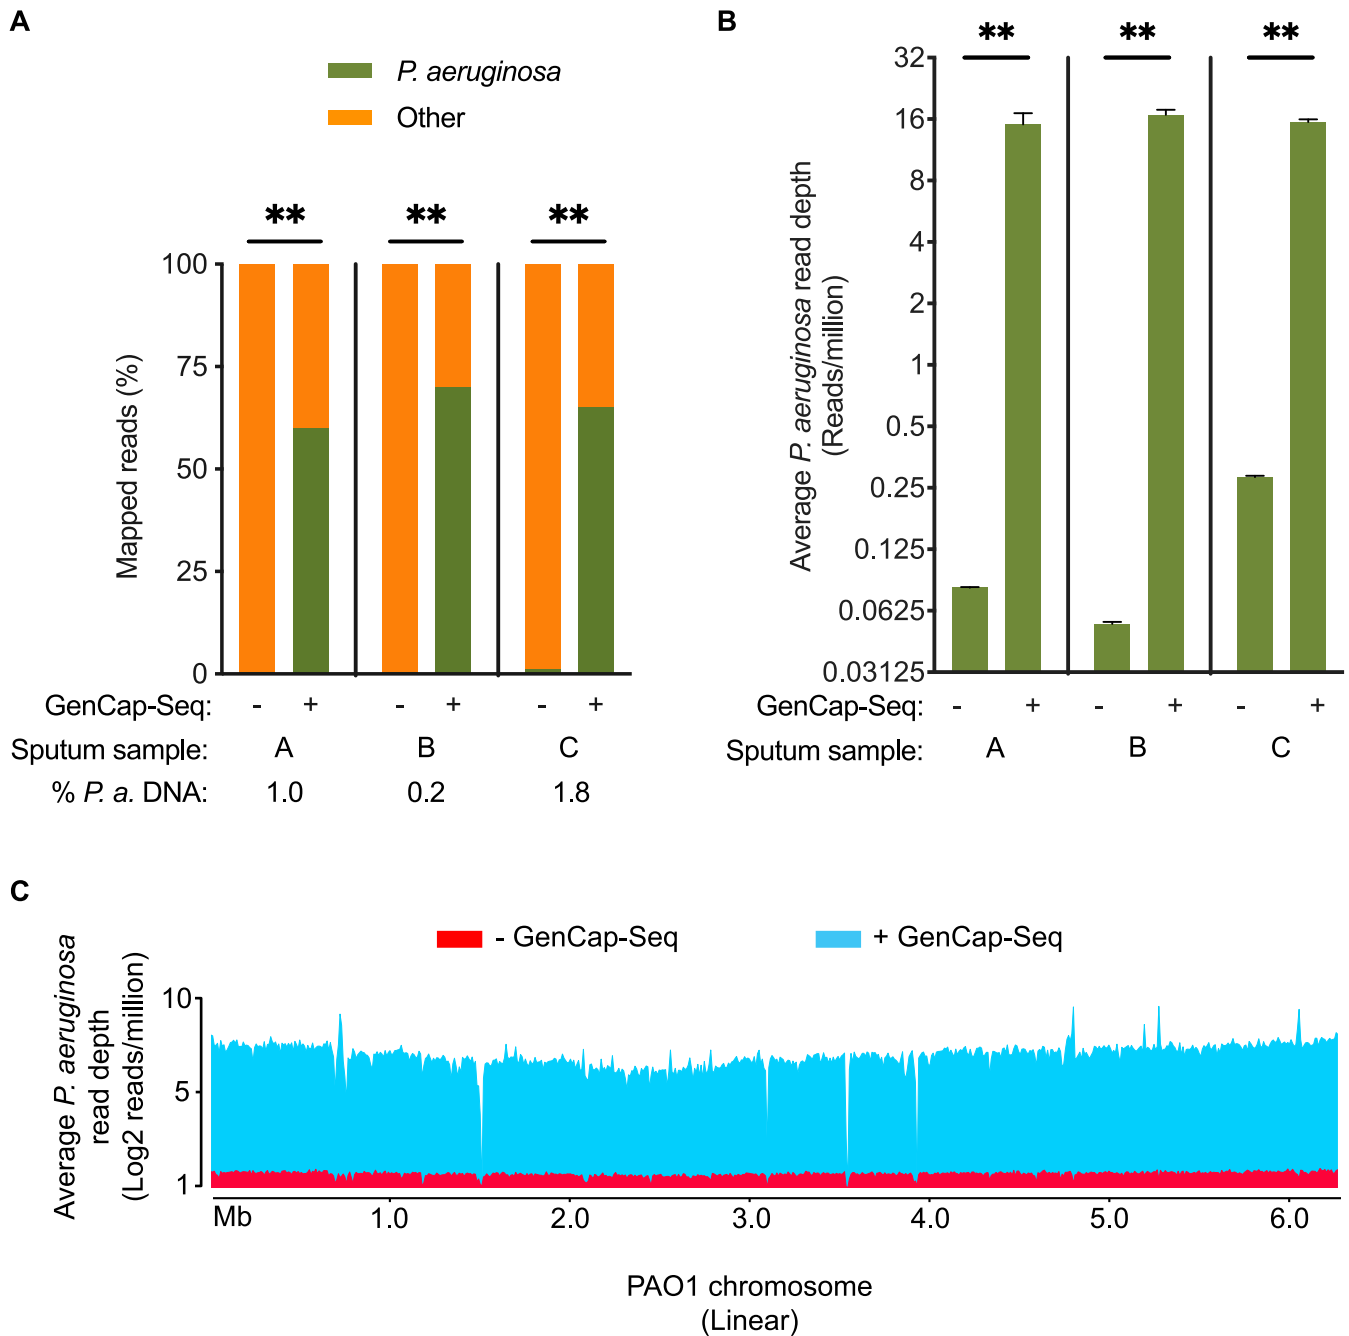 A
P. aeruginosa
Other
** ** **
Mapped reads (%)
100
75
50
25
0
GenCap-Seq: - + - + - +
Sputum sample: A B C
% P. a. DNA: 1.0 0.2 1.8
B
** ** **
Average P. aeruginosa read depth
(Reads/million)
32
16
8
4
2
1
0.5
0.25
0.125
0.0625
0.03125
GenCap-Seq: - + - + - +
Sputum sample: A B C
C
- GenCap-Seq + GenCap-Seq
Average P. aeruginosa
read depth
(Log2 reads/million)
10
5
1
Mb 1.0 2.0 3.0 4.0 5.0 6.0
PAO1 chromosome
(Linear)